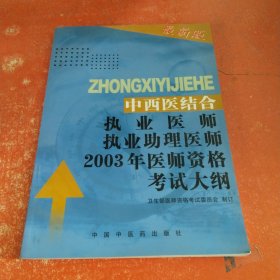 最新版
ZHONGXIYIJIEHE
中西医结合
执业医师
执业助理医师
2003年医师资格
考试大纲
卫生部医师资格考试委员会 制订
中国中医药出版社